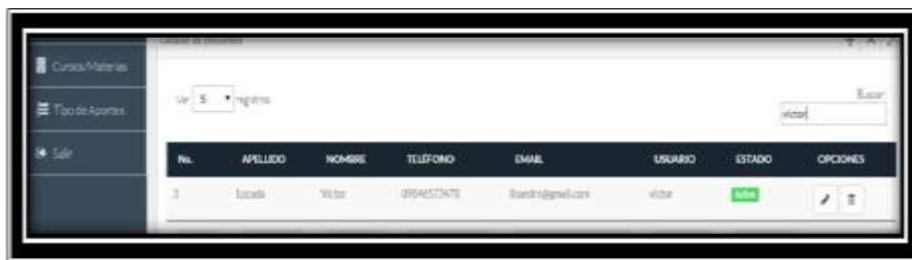 Cursos/Materias
Tipo de Aportes
Salir
Ver 5 registros
Buscar
victor
No. APELLIDO NOMBRE TELÉFONO EMAIL USUARIO ESTADO OPCIONES
Victor victor Activo